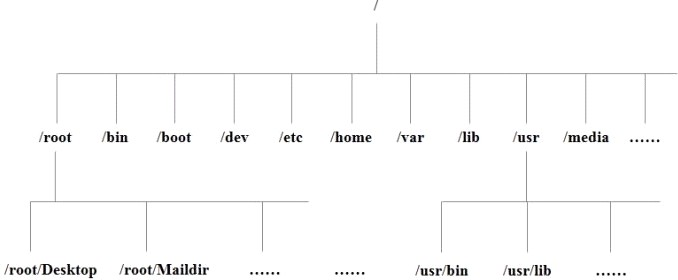 /
/root /bin /boot /dev /etc /home /var /lib /usr /media ……
/root/Desktop /root/Maildir …… …… /usr/bin /usr/lib ……